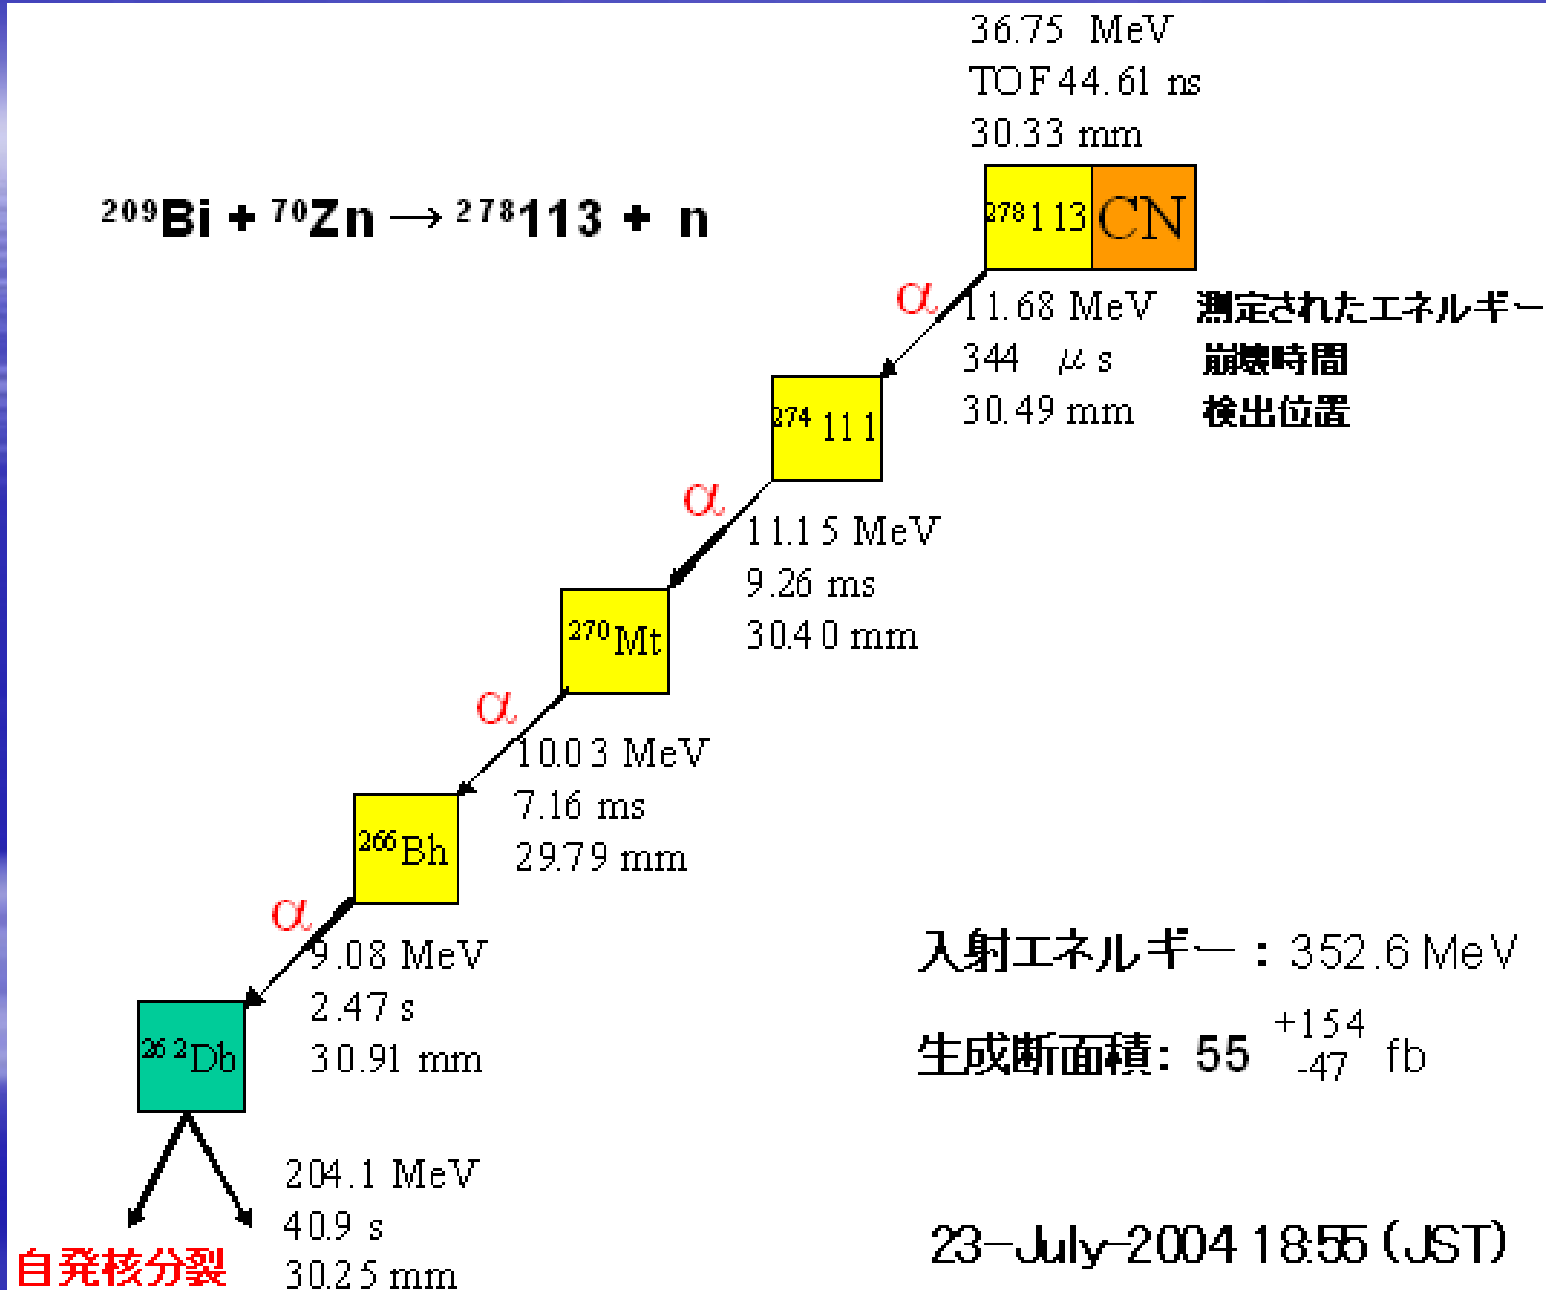 36.75 MeV
TOF 44.61 ns
30.33 mm
²⁰⁹Bi + ⁷⁰Zn → ²⁷⁸113 + n
²⁷⁸113 CN
α
11.68 MeV 測定されたエネルギー
344 μs 崩壊時間
30.49 mm 検出位置
²⁷⁴111
α
11.15 MeV
9.26 ms
30.40 mm
²⁷⁰Mt
α
10.03 MeV
7.16 ms
29.79 mm
²⁶⁶Bh
α
9.08 MeV
2.47 s
30.91 mm
入射エネルギー : 352.6 MeV
生成断面積: 55 +154 -47 fb
²⁶²Db
204.1 MeV
40.9 s
30.25 mm
自発核分裂
23-July-2004 18:55 (JST)